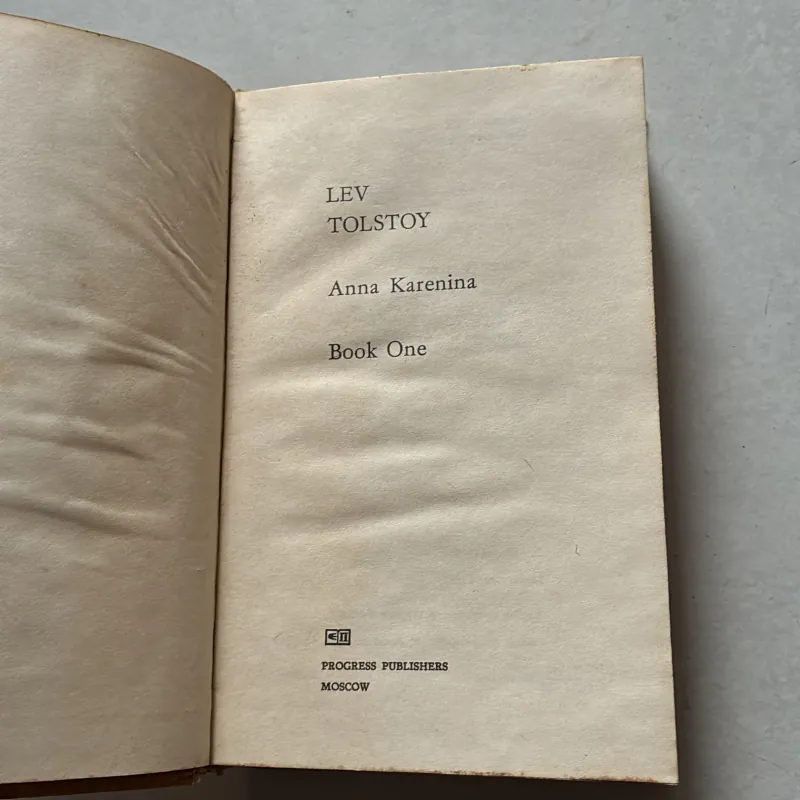 LEV
TOLSTOY
Anna Karenina
Book One
PROGRESS PUBLISHERS
MOSCOW